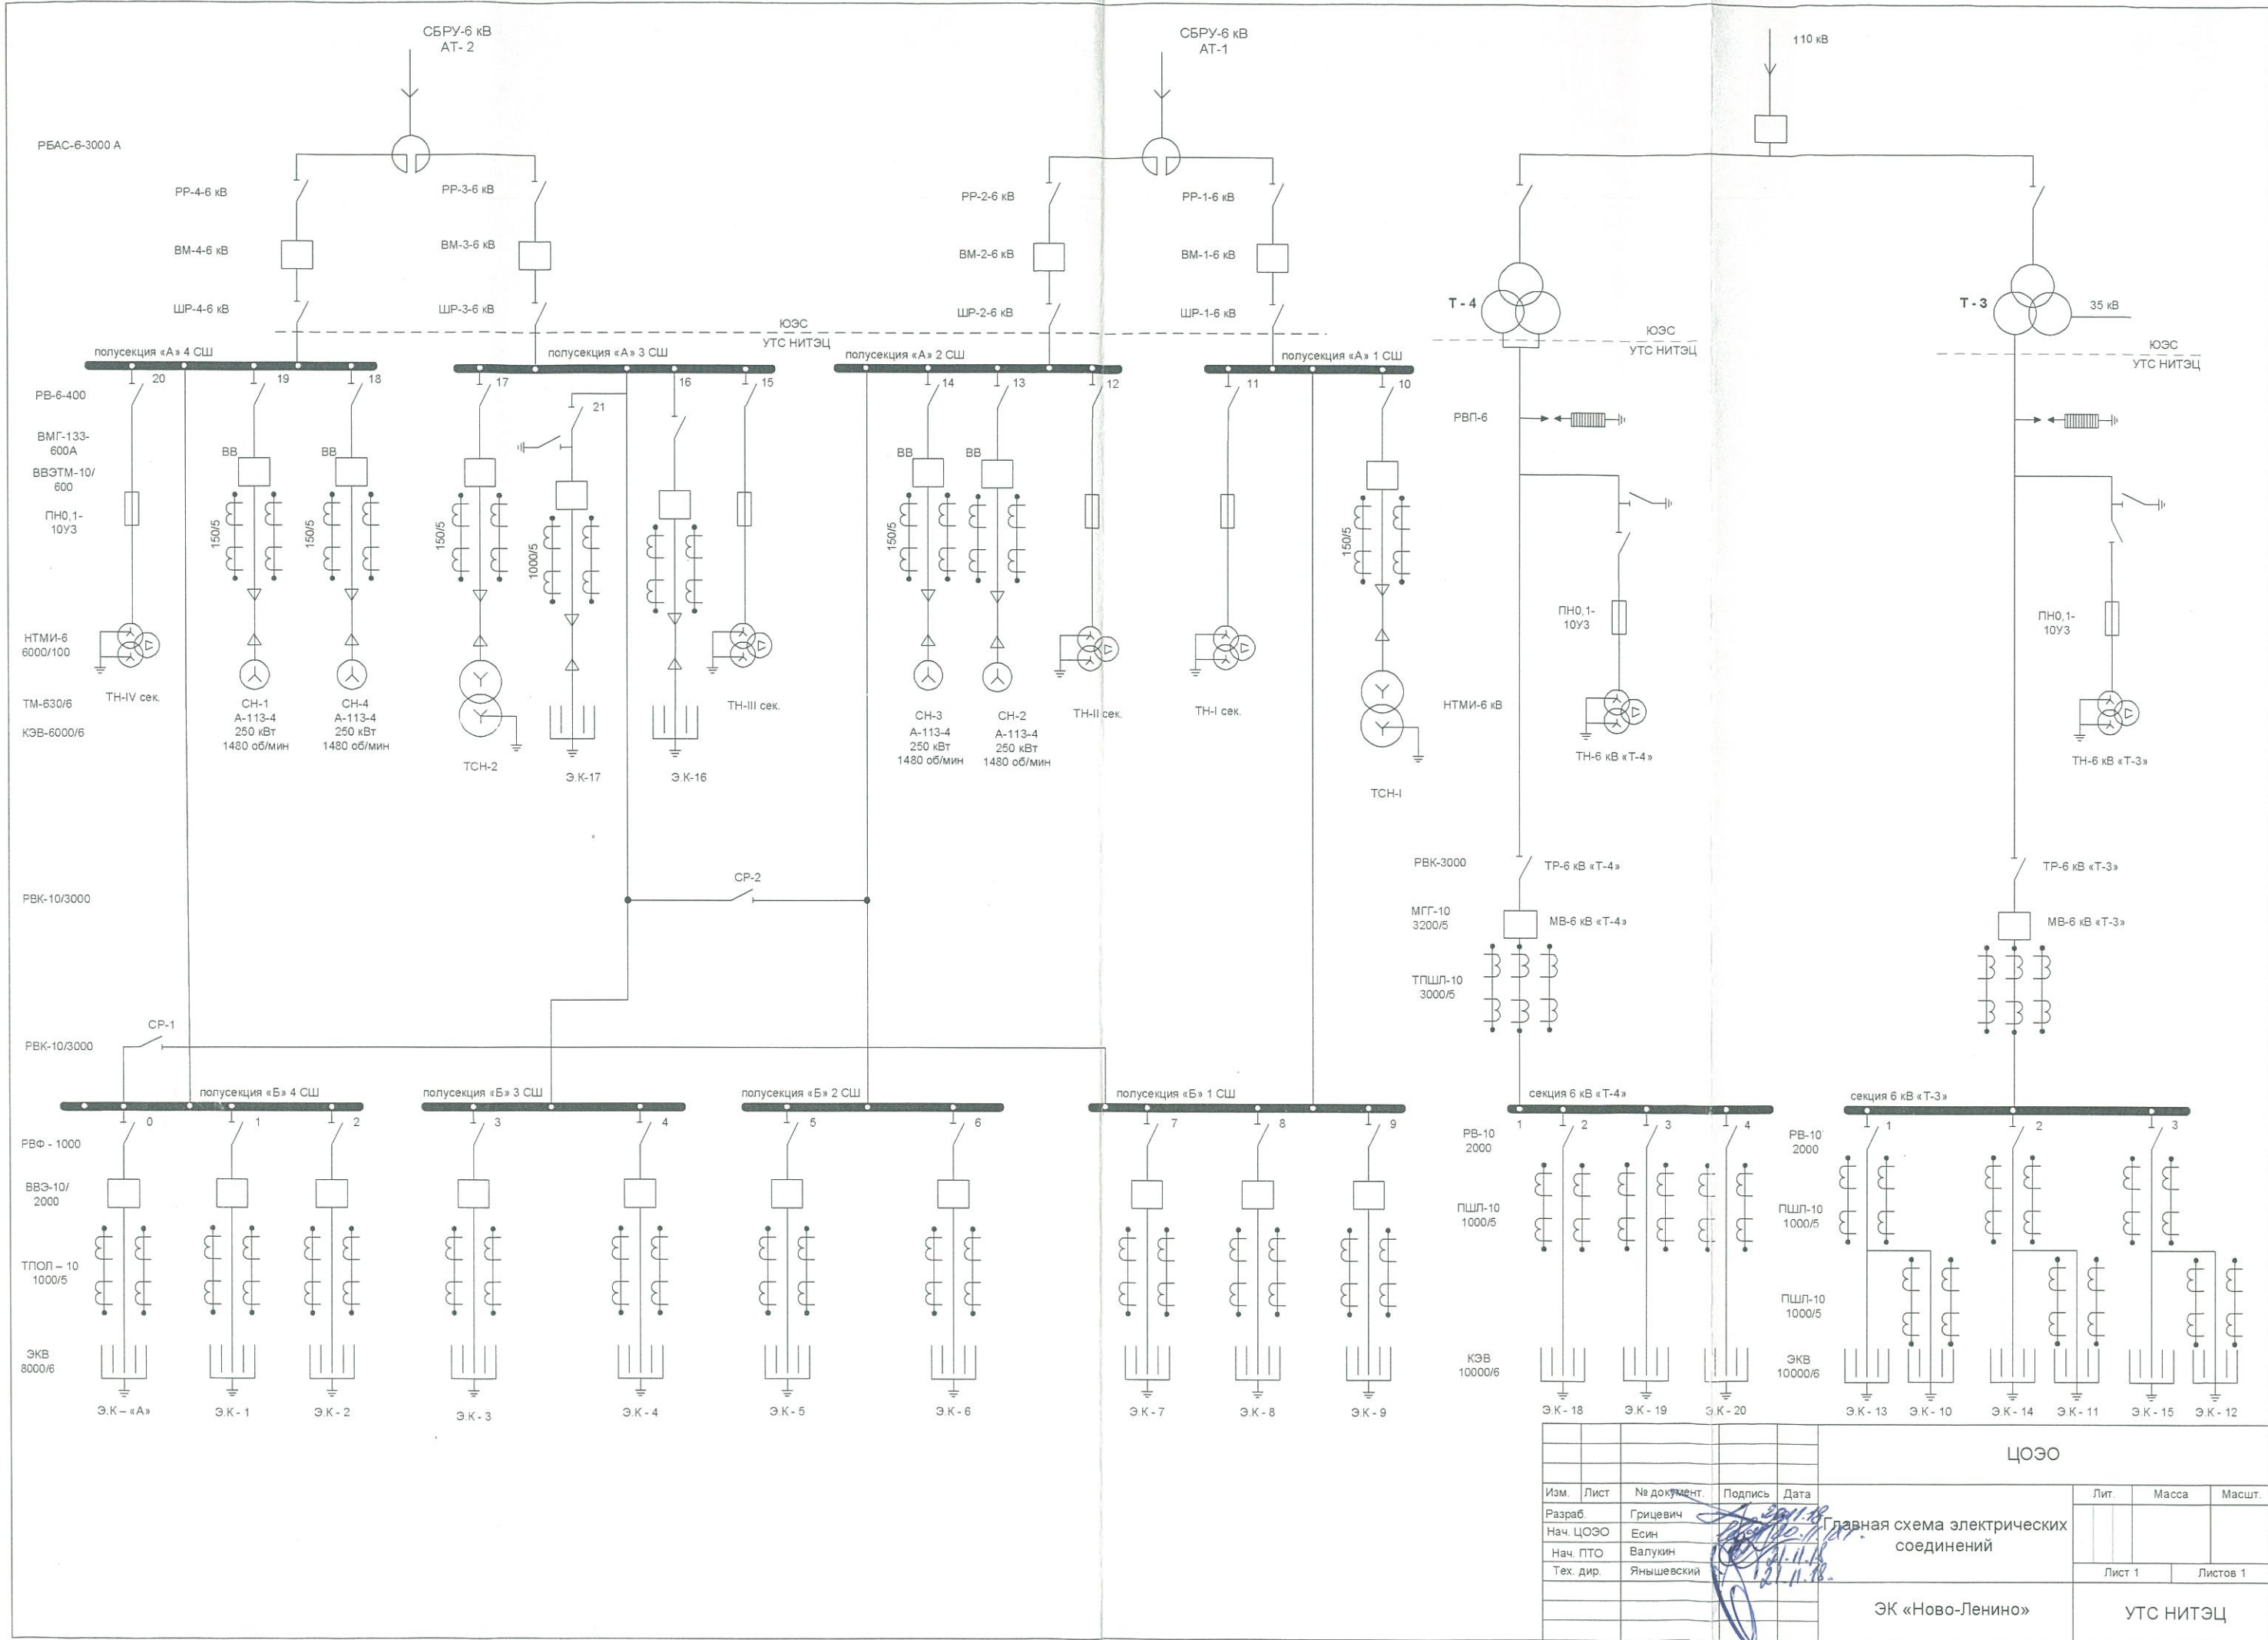 СБРУ-6 кВ
АТ- 2
СБРУ-6 кВ
АТ-1
110 кВ
РБАС-6-3000 А
РР-4-6 кВ
РР-3-6 кВ
РР-2-6 кВ
РР-1-6 кВ
ВМ-4-6 кВ
ВМ-3-6 кВ
ВМ-2-6 кВ
ВМ-1-6 кВ
ШР-4-6 кВ
ШР-3-6 кВ
ШР-2-6 кВ
ШР-1-6 кВ
Т - 4
Т - 3
35 кВ
ЮЭС
УТС НИТЭЦ
ЮЭС
УТС НИТЭЦ
ЮЭС
УТС НИТЭЦ
полусекция «А» 4 СШ
полусекция «А» 3 СШ
полусекция «А» 2 СШ
полусекция «А» 1 СШ
20
19
18
17
21
16
15
14
13
12
11
10
РВ-6-400
ВМГ-133-
600А
ВВЭТМ-10/
600
ПН0,1-
10У3
ВВ
ВВ
ВВ
ВВ
РВП-6
150/5
150/5
150/5
1000/5
150/5
150/5
ПН0,1-
10У3
ПН0,1-
10У3
НТМИ-6
6000/100
ТМ-630/6
КЭВ-6000/6
ТН-IV сек.
СН-1
А-113-4
250 кВт
1480 об/мин
СН-4
А-113-4
250 кВт
1480 об/мин
ТСН-2
Э.К-17
Э.К-16
ТН-III сек.
СН-3
А-113-4
250 кВт
1480 об/мин
СН-2
А-113-4
250 кВт
1480 об/мин
ТН-II сек.
ТН-I сек.
ТСН-I
НТМИ-6 кВ
ТН-6 кВ «Т-4»
ТН-6 кВ «Т-3»
РВК-3000
ТР-6 кВ «Т-4»
ТР-6 кВ «Т-3»
РВК-10/3000
СР-2
МГГ-10
3200/5
МВ-6 кВ «Т-4»
МВ-6 кВ «Т-3»
ТПШЛ-10
3000/5
СР-1
РВК-10/3000
полусекция «Б» 4 СШ
полусекция «Б» 3 СШ
полусекция «Б» 2 СШ
полусекция «Б» 1 СШ
секция 6 кВ «Т-4»
секция 6 кВ «Т-3»
0
1
2
3
4
5
6
7
8
9
1
2
3
4
1
2
3
РВФ - 1000
ВВЭ-10/
2000
ТПОЛ – 10
1000/5
ЭКВ
8000/6
РВ-10
2000
ПШЛ-10
1000/5
КЭВ
10000/6
РВ-10
2000
ПШЛ-10
1000/5
ПШЛ-10
1000/5
ЭКВ
10000/6
Э.К – «А»
Э.К - 1
Э.К - 2
Э.К - 3
Э.К - 4
Э.К - 5
Э.К - 6
Э.К - 7
Э.К - 8
Э.К - 9
Э.К - 18
Э.К - 19
Э.К - 20
Э.К - 13
Э.К - 10
Э.К - 14
Э.К - 11
Э.К - 15
Э.К - 12
ЦОЭО
Изм. Лист № документ. Подпись Дата
Разраб. Грицевич
Нач. ЦОЭО Есин
Нач. ПТО Валукин 21.11.18
Тех. дир. Янышевский 21.11.18.
Главная схема электрических
соединений
Лит. Масса Масшт.
Лист 1 Листов 1
ЭК «Ново-Ленино»
УТС НИТЭЦ